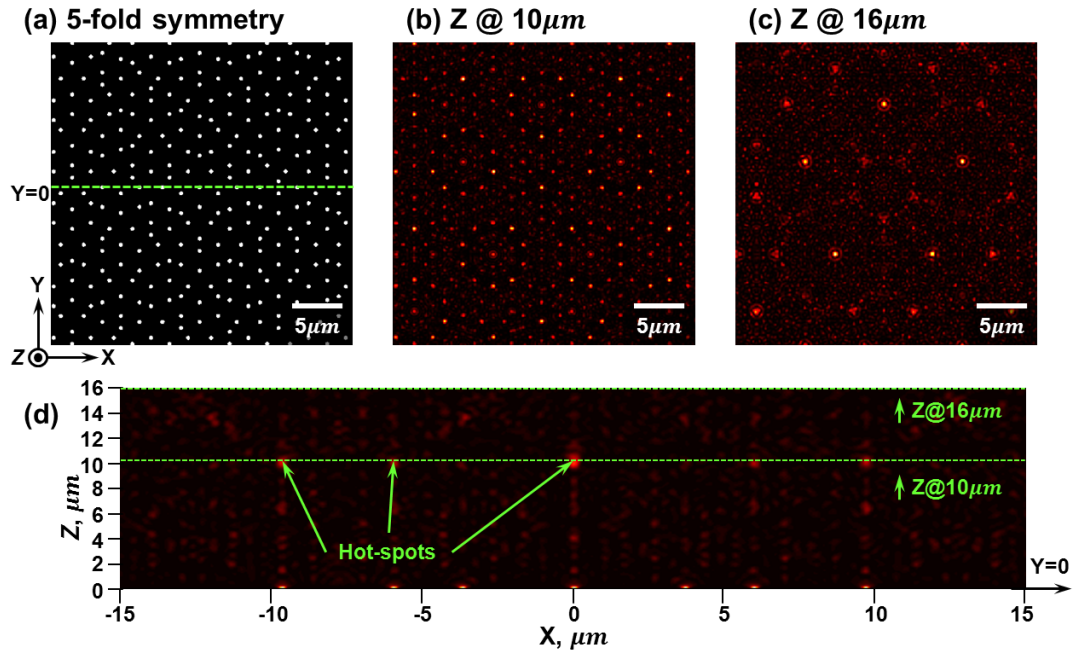 (a) 5-fold symmetry
(b) Z @ 10μm
(c) Z @ 16μm
Y=0
Y
Z
X
5μm
5μm
5μm
(d)
16
14
12
10
8
6
4
2
0
Z, μm
Z@16μm
Z@10μm
Hot-spots
Y=0
-15
-10
-5
0
5
10
15
X, μm